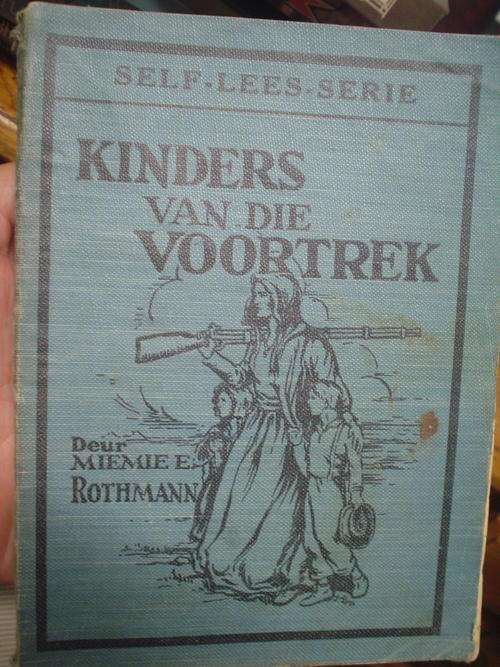 SELF-LEES-SERIE
KINDERS
VAN DIE
VOORTREK
Deur
MIEMIE E.
ROTHMANN